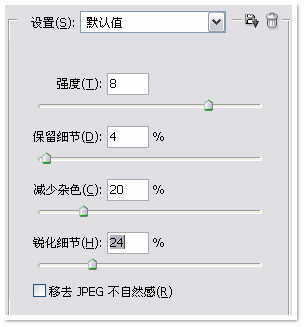 设置(S): 默认值
强度(T): 8
保留细节(D): 4 %
减少杂色(C): 20 %
锐化细节(H): 24 %
移去 JPEG 不自然感(R)